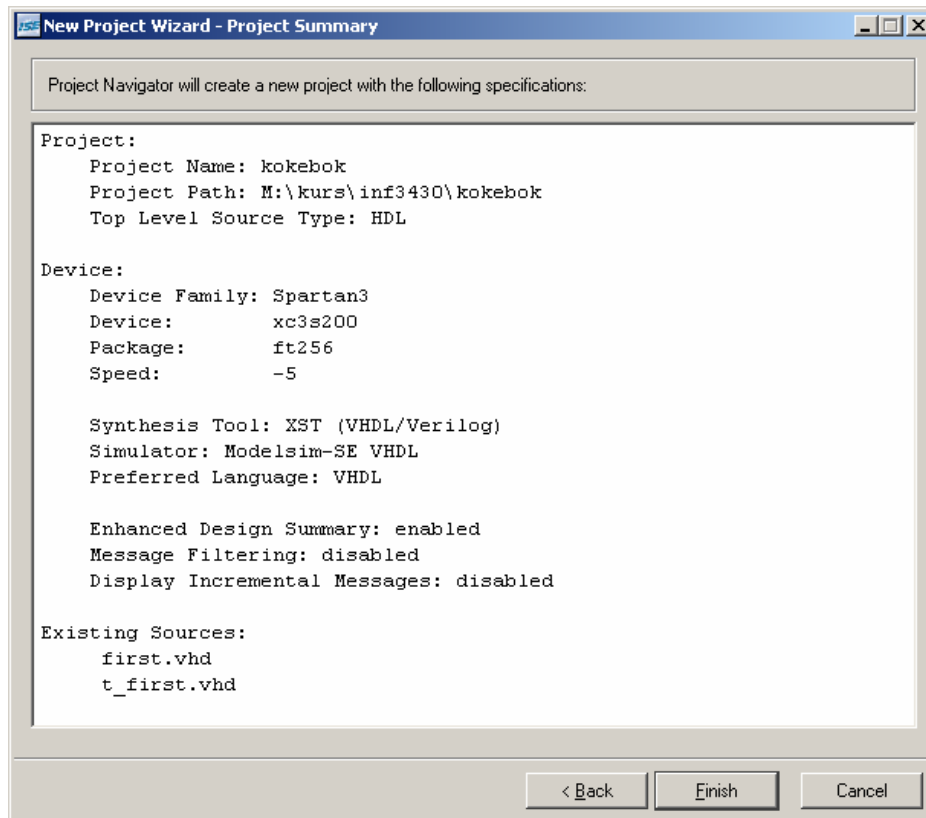 ISE New Project Wizard - Project Summary
Project Navigator will create a new project with the following specifications:
Project:
Project Name: kokebok
Project Path: M:\kurs\inf3430\kokebok
Top Level Source Type: HDL
Device:
Device Family: Spartan3
Device: xc3s200
Package: ft256
Speed: -5
Synthesis Tool: XST (VHDL/Verilog)
Simulator: Modelsim-SE VHDL
Preferred Language: VHDL
Enhanced Design Summary: enabled
Message Filtering: disabled
Display Incremental Messages: disabled
Existing Sources:
first.vhd
t_first.vhd
< Back Finish Cancel